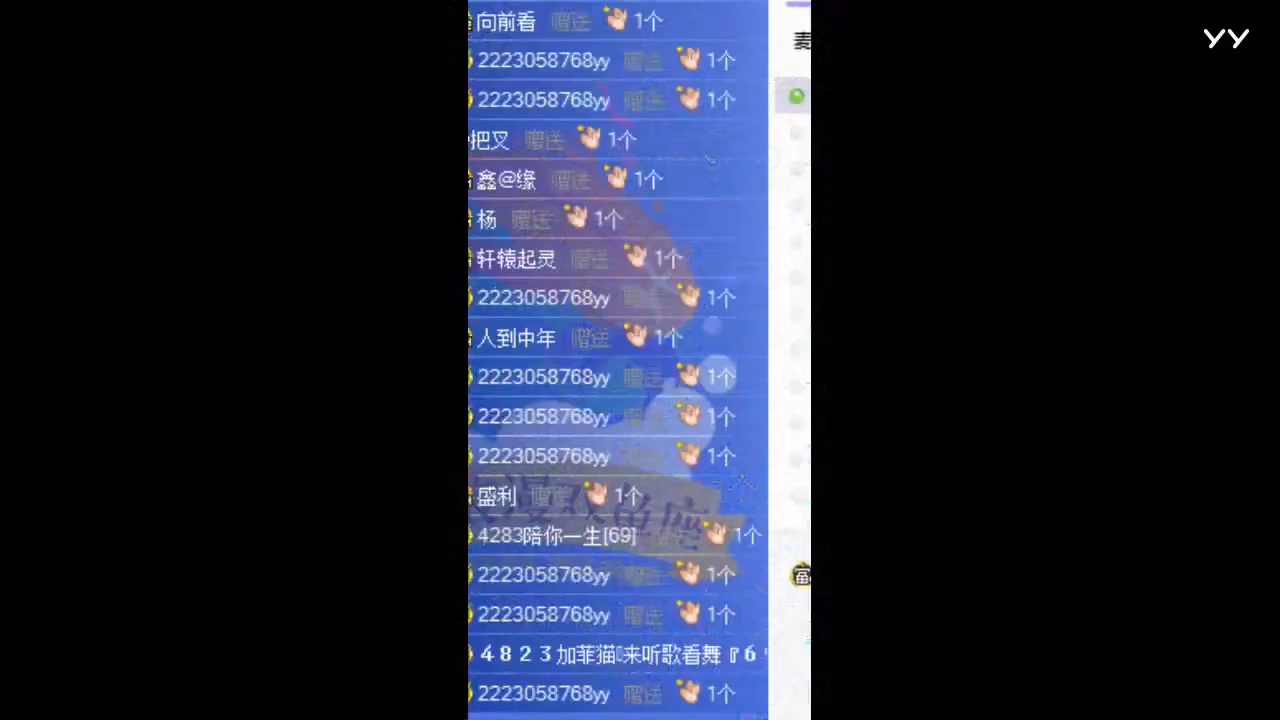 YY
麦
向前看 赠送 1个
2223058768yy 赠送 1个
2223058768yy 赠送 1个
把叉 赠送 1个
鑫@缘 赠送 1个
杨 赠送 1个
轩辕起灵 赠送 1个
2223058768yy 赠送 1个
人到中年 赠送 1个
2223058768yy 赠送 1个
2223058768yy 赠送 1个
2223058768yy 赠送 1个
盛利 赠送 1个
4283陪你一生[69] 1个
2223058768yy 赠送 1个
富
2223058768yy 赠送 1个
4823加菲猫来听歌看舞『6
2223058768yy 赠送 1个